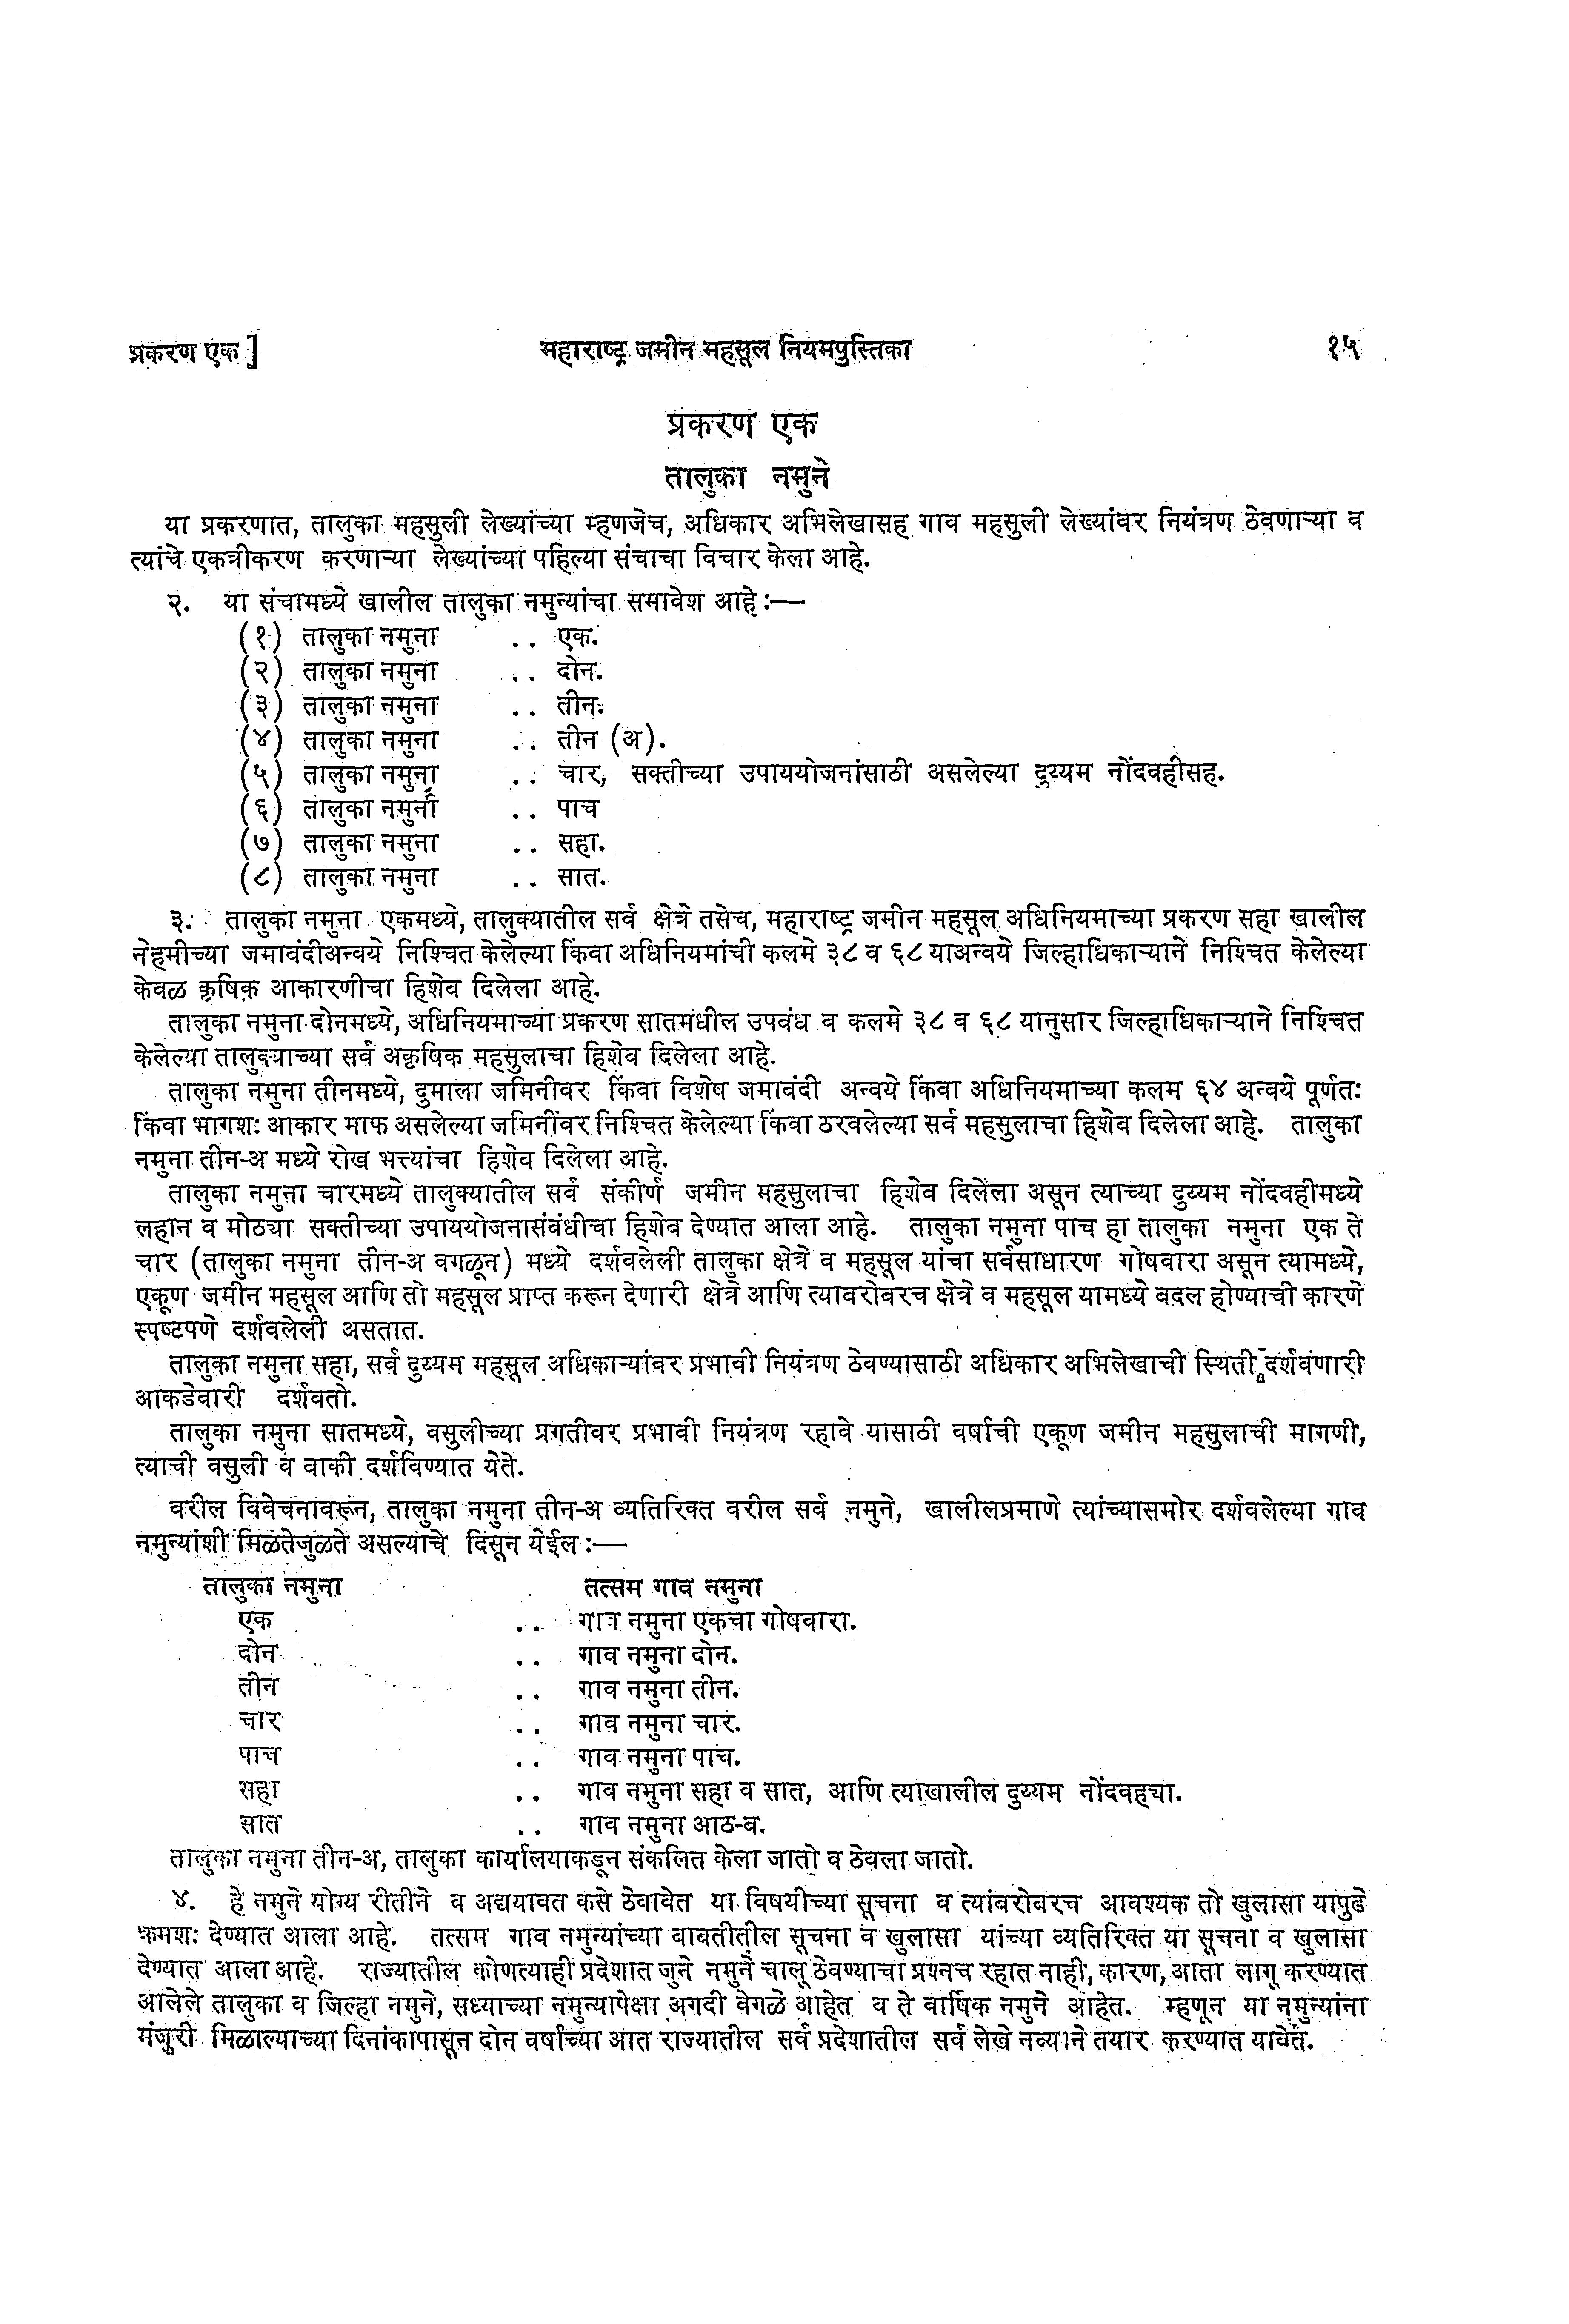 प्रकरण एक]
महाराष्ट्र जमीन महसूल नियमपुस्तिका
१५
प्रकरण एक
तालुका नमुने
या प्रकरणात, तालुका महसुली लेख्यांच्या म्हणजेच, अधिकार अभिलेखासह गाव महसुली लेख्यांवर नियंत्रण ठेवणाऱ्या व
त्यांचे एकत्रीकरण करणाऱ्या लेख्यांच्या पहिल्या संचाचा विचार केला आहे.
२. या संचामध्ये खालील तालुका नमुन्यांचा समावेश आहे :—
(१) तालुका नमुना .. एक.
(२) तालुका नमुना .. दोन.
(३) तालुका नमुना .. तीन.
(४) तालुका नमुना .. तीन (अ).
(५) तालुका नमुना .. चार, सक्तीच्या उपाययोजनांसाठी असलेल्या दुय्यम नोंदवहीसह.
(६) तालुका नमुना .. पाच
(७) तालुका नमुना .. सहा.
(८) तालुका नमुना .. सात.
३. तालुका नमुना एकमध्ये, तालुक्यातील सर्व क्षेत्रे तसेच, महाराष्ट्र जमीन महसूल अधिनियमाच्या प्रकरण सहा खालील
नेहमीच्या जमाबंदीअन्वये निश्चित केलेल्या किंवा अधिनियमांची कलमे ३८ व ६८ याअन्वये जिल्हाधिकाऱ्याने निश्चित केलेल्या
केवळ कृषिक आकारणीचा हिशेव दिलेला आहे.
तालुका नमुना दोनमध्ये, अधिनियमाच्या प्रकरण सातमधील उपबंध व कलमे ३८ व ६८ यानुसार जिल्हाधिकाऱ्याने निश्चित
केलेल्या तालुक्याच्या सर्व अकृषिक महसुलाचा हिशेव दिलेला आहे.
तालुका नमुना तीनमध्ये, दुमाला जमिनीवर किंवा विशेष जमाबंदी अन्वये किंवा अधिनियमाच्या कलम ६४ अन्वये पूर्णतः
किंवा भागशः आकार माफ असलेल्या जमिनींवर निश्चित केलेल्या किंवा ठरवलेल्या सर्व महसुलाचा हिशेव दिलेला आहे. तालुका
नमुना तीन-अ मध्ये रोख भत्त्यांचा हिशेव दिलेला आहे.
तालुका नमुना चारमध्ये तालुक्यातील सर्व संकीर्ण जमीन महसुलाचा हिशेव दिलेला असून त्याच्या दुय्यम नोंदवहीमध्ये
लहान व मोठ्या सक्तीच्या उपाययोजनासंबंधीचा हिशेव देण्यात आला आहे. तालुका नमुना पाच हा तालुका नमुना एक ते
चार (तालुका नमुना तीन-अ वगळून) मध्ये दर्शवलेली तालुका क्षेत्रे व महसूल यांचा सर्वसाधारण गोषवारा असून त्यामध्ये,
एकूण जमीन महसूल आणि तो महसूल प्राप्त करून देणारी क्षेत्रे आणि त्याबरोबरच क्षेत्रे व महसूल यामध्ये बदल होण्याची कारणे
स्पष्टपणे दर्शवलेली असतात.
तालुका नमुना सहा, सर्व दुय्यम महसूल अधिकाऱ्यांवर प्रभावी नियंत्रण ठेवण्यासाठी अधिकार अभिलेखाची स्थिती दर्शवणारी
आकडेवारी दर्शवतो.
तालुका नमुना सातमध्ये, वसुलीच्या प्रगतीवर प्रभावी नियंत्रण रहावे यासाठी वर्षाची एकूण जमीन महसुलाची मागणी,
त्याची वसुली व बाकी दर्शविण्यात येते.
वरील विवेचनावरून, तालुका नमुना तीन-अ व्यतिरिक्त वरील सर्व नमुने, खालीलप्रमाणे त्यांच्यासमोर दर्शवलेल्या गाव
नमुन्यांशी मिळतेजुळते असल्याचे दिसून येईल :—
तालुका नमुना तत्सम गाव नमुना
एक .. गाव नमुना एकचा गोषवारा.
दोन .. गाव नमुना दोन.
तीन .. गाव नमुना तीन.
चार .. गाव नमुना चार.
पाच .. गाव नमुना पाच.
सहा .. गाव नमुना सहा व सात, आणि त्याखालील दुय्यम नोंदवह्या.
सात .. गाव नमुना आठ-ब.
तालुका नमुना तीन-अ, तालुका कार्यालयाकडून संकलित केला जातो व ठेवला जातो.
४. हे नमुने योग्य रीतीने व अद्ययावत कसे ठेवावेत या विषयीच्या सूचना व त्यांबरोबरच आवश्यक तो खुलासा यापुढे
क्रमशः देण्यात आला आहे. तत्सम गाव नमुन्यांच्या बाबतीतील सूचना व खुलासा यांच्या व्यतिरिक्त या सूचना व खुलासा
देण्यात आला आहे. राज्यातील कोणत्याही प्रदेशात जुने नमुने चालू ठेवण्याचा प्रश्नच रहात नाही, कारण, आता लागू करण्यात
आलेले तालुका व जिल्हा नमुने, सध्याच्या नमुन्यापेक्षा अगदी वेगळे आहेत व ते वार्षिक नमुने आहेत. म्हणून या नमुन्यांना
मंजुरी मिळाल्याच्या दिनांकापासून दोन वर्षांच्या आत राज्यातील सर्व प्रदेशातील सर्व लेखे नव्याने तयार करण्यात यावेत.